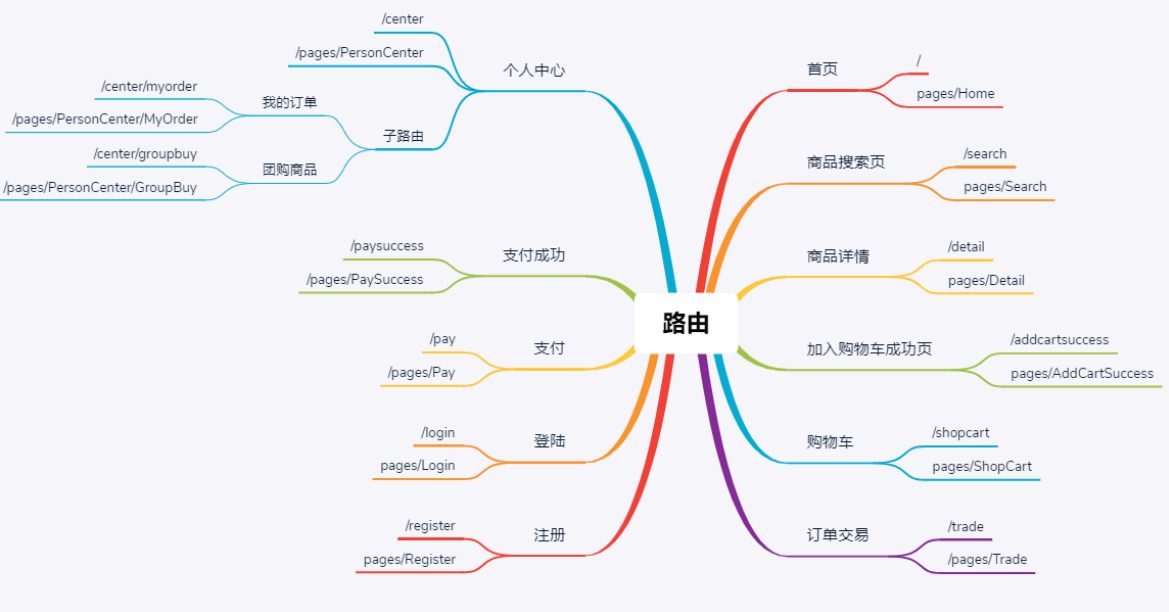 路由
首页
/
pages/Home
商品搜索页
/search
pages/Search
商品详情
/detail
pages/Detail
加入购物车成功页
/addcartsuccess
pages/AddCartSuccess
购物车
/shopcart
pages/ShopCart
订单交易
/trade
/pages/Trade
个人中心
/center
/pages/PersonCenter
子路由
我的订单
/center/myorder
/pages/PersonCenter/MyOrder
团购商品
/center/groupbuy
/pages/PersonCenter/GroupBuy
支付成功
/paysuccess
/pages/PaySuccess
支付
/pay
/pages/Pay
登陆
/login
pages/Login
注册
/register
pages/Register